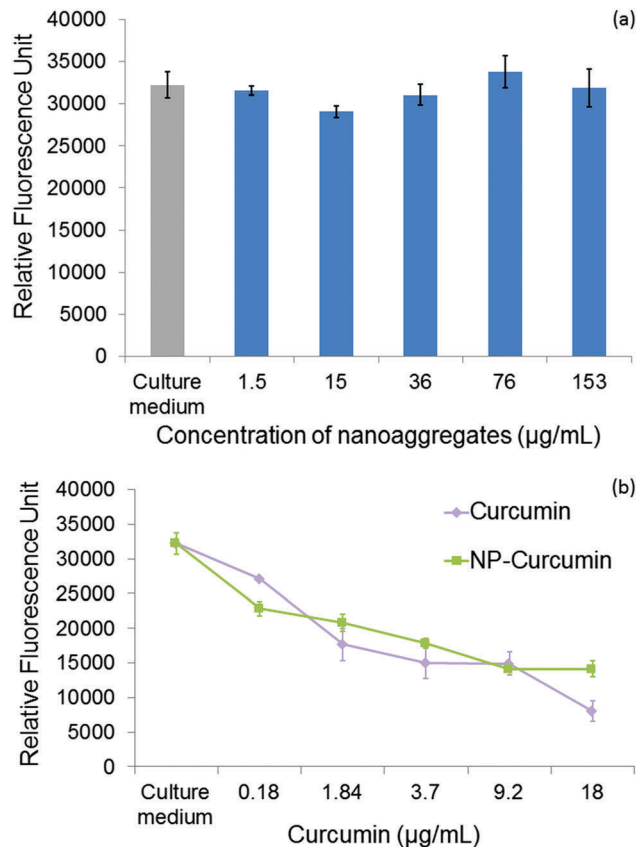 (a)
40000
35000
30000
25000
20000
15000
10000
5000
0
Relative Fluorescence Unit
Culture medium
1.5
15
36
76
153
Concentration of nanoaggregates (µg/mL)
(b)
40000
35000
30000
25000
20000
15000
10000
5000
0
Relative Fluorescence Unit
Curcumin
NP-Curcumin
Culture medium
0.18
1.84
3.7
9.2
18
Curcumin (µg/mL)